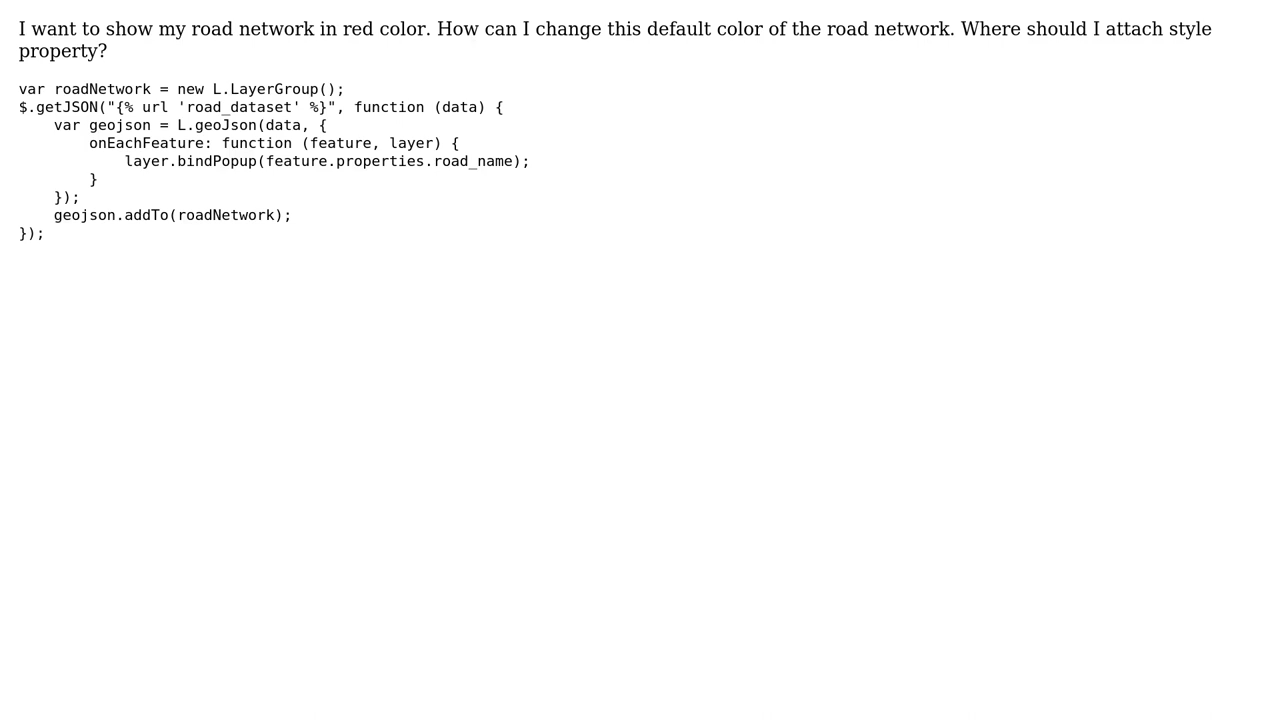 I want to show my road network in red color. How can I change this default color of the road network. Where should I attach style
property?
var roadNetwork = new L.LayerGroup();
$.getJSON("{% url 'road_dataset' %}", function (data) {
    var geojson = L.geoJson(data, {
        onEachFeature: function (feature, layer) {
            layer.bindPopup(feature.properties.road_name);
        }
    });
    geojson.addTo(roadNetwork);
});